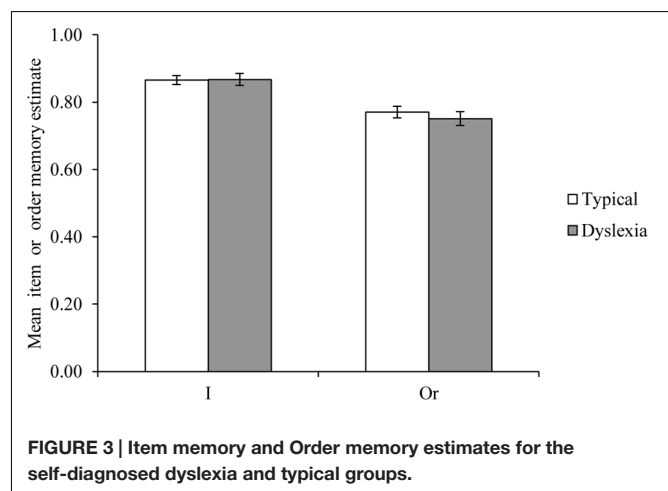 1.00
0.80
0.60
0.40
0.20
0.00
Mean item or order memory estimate
I
Or
Typical
Dyslexia
FIGURE 3 | Item memory and Order memory estimates for the
self-diagnosed dyslexia and typical groups.